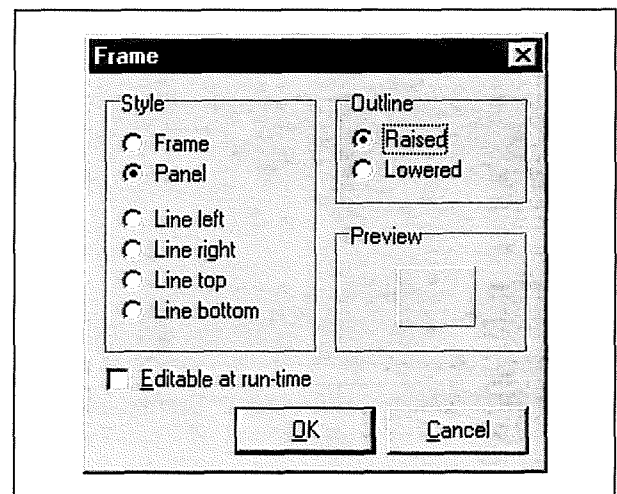 Frame
Style
Frame
Panel
Line left
Line right
Line top
Line bottom
Outline
Raised
Lowered
Preview
Editable at run-time
OK
Cancel